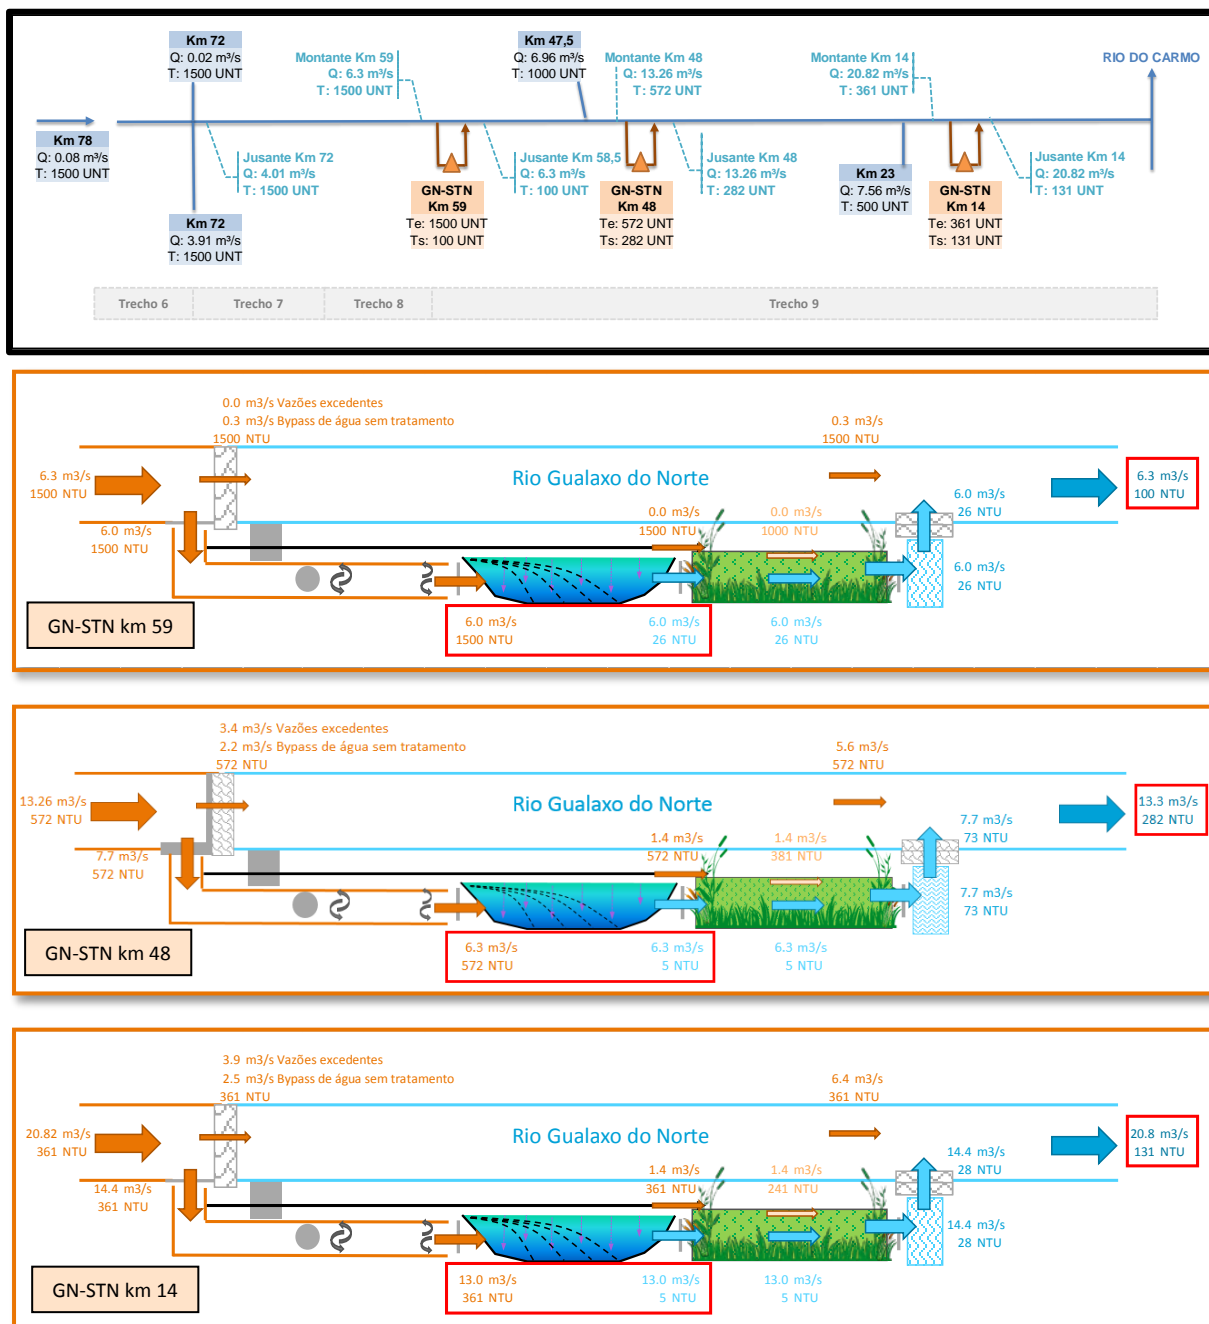 Km 72
Q: 0.02 m³/s
T: 1500 UNT
Montante Km 59
Q: 6.3 m³/s
T: 1500 UNT
Km 47,5
Q: 6.96 m³/s
T: 1000 UNT
Montante Km 48
Q: 13.26 m³/s
T: 572 UNT
Montante Km 14
Q: 20.82 m³/s
T: 361 UNT
RIO DO CARMO
Km 78
Q: 0.08 m³/s
T: 1500 UNT
Jusante Km 72
Q: 4.01 m³/s
T: 1500 UNT
Km 72
Q: 3.91 m³/s
T: 1500 UNT
GN-STN
Km 59
Te: 1500 UNT
Ts: 100 UNT
Jusante Km 58,5
Q: 6.3 m³/s
T: 100 UNT
GN-STN
Km 48
Te: 572 UNT
Ts: 282 UNT
Jusante Km 48
Q: 13.26 m³/s
T: 282 UNT
Km 23
Q: 7.56 m³/s
T: 500 UNT
GN-STN
Km 14
Te: 361 UNT
Ts: 131 UNT
Jusante Km 14
Q: 20.82 m³/s
T: 131 UNT
Trecho 6
Trecho 7
Trecho 8
Trecho 9
0.0 m3/s Vazões excedentes
0.3 m3/s Bypass de água sem tratamento
1500 NTU
0.3 m3/s
1500 NTU
6.3 m3/s
1500 NTU
Rio Gualaxo do Norte
6.3 m3/s
100 NTU
6.0 m3/s
1500 NTU
0.0 m3/s
1500 NTU
0.0 m3/s
1000 NTU
6.0 m3/s
26 NTU
6.0 m3/s
26 NTU
GN-STN km 59
6.0 m3/s
1500 NTU
6.0 m3/s
26 NTU
6.0 m3/s
26 NTU
3.4 m3/s Vazões excedentes
2.2 m3/s Bypass de água sem tratamento
572 NTU
5.6 m3/s
572 NTU
13.26 m3/s
572 NTU
Rio Gualaxo do Norte
13.3 m3/s
282 NTU
7.7 m3/s
572 NTU
1.4 m3/s
572 NTU
1.4 m3/s
381 NTU
7.7 m3/s
73 NTU
7.7 m3/s
73 NTU
GN-STN km 48
6.3 m3/s
572 NTU
6.3 m3/s
5 NTU
6.3 m3/s
5 NTU
3.9 m3/s Vazões excedentes
2.5 m3/s Bypass de água sem tratamento
361 NTU
6.4 m3/s
361 NTU
20.82 m3/s
361 NTU
Rio Gualaxo do Norte
20.8 m3/s
131 NTU
14.4 m3/s
361 NTU
1.4 m3/s
361 NTU
1.4 m3/s
241 NTU
14.4 m3/s
28 NTU
14.4 m3/s
28 NTU
GN-STN km 14
13.0 m3/s
361 NTU
13.0 m3/s
5 NTU
13.0 m3/s
5 NTU